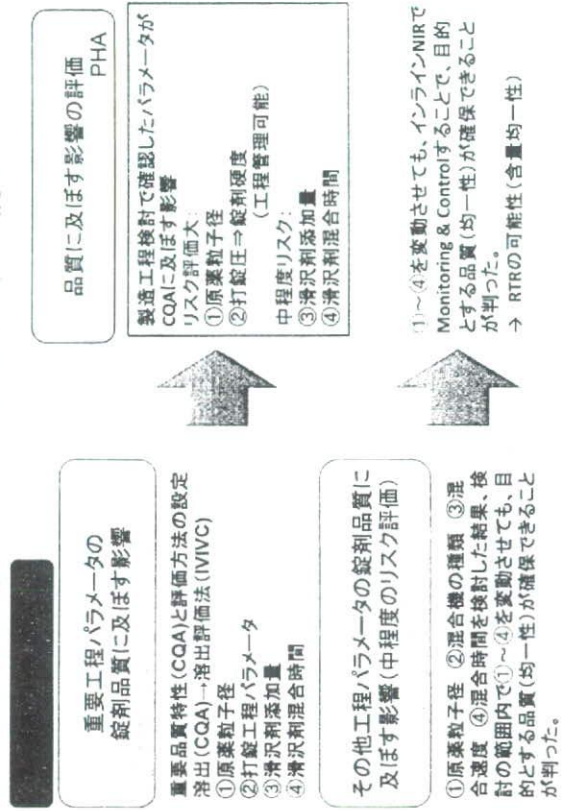 重要工程パラメータの
錠剤品質に及ぼす影響
重要品質特性(CQA)と評価方法の設定
溶出(CQA)→溶出評価法(IVIVC)
①原薬粒子径
②打錠工程パラメータ
③滑沢剤添加量
④滑沢剤混合時間
その他工程パラメータの錠剤品質に
及ぼす影響(中程度のリスク評価)
①原薬粒子径 ②混合機の種類 ③混
合速度 ④混合時間を検討した結果、検
討の範囲内で①~④を変動させても、目
的とする品質(均一性)が確保できること
が判った。
品質に及ぼす影響の評価
PHA
製造工程検討で確認したパラメータが
CQAに及ぼす影響
リスク評価大:
①原薬粒子径
②打錠圧⇒錠剤硬度
(工程管理可能)
中程度リスク:
③滑沢剤添加量
④滑沢剤混合時間
①~④を変動させても、インラインNIRで
Monitoring & Controlすることで、目的
とする品質(均一性)が確保できること
が判った。
→ RTRの可能性(含量均一性)